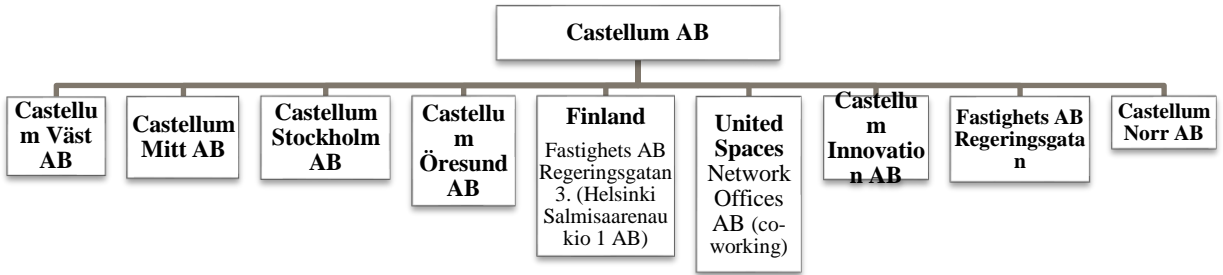 Castellum AB
Castellu
m Väst
AB
Castellum
Mitt AB
Castellum
Stockholm
AB
Castellu
m
Öresund
AB
Finland
Fastighets AB
Regeringsgatan
3. (Helsinki
Salmisaarenau
kio 1 AB)
United
Spaces
Network
Offices
AB (co-
working)
Castellu
m
Innovatio
n AB
Fastighets AB
Regeringsgata
n
Castellum
Norr AB